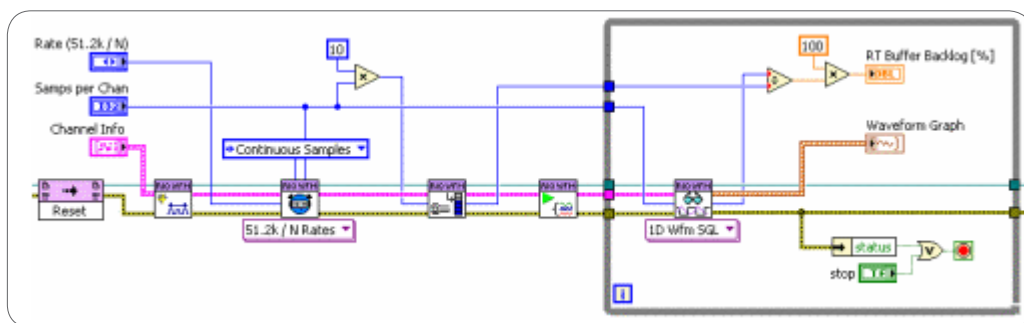 Rate (51.2k / N)
10
100
RT Buffer Backlog [%]
Samps per Chan
Channel Info
Continuous Samples
Waveform Graph
Reset
51.2k / N Rates
1D Wfm SGL
status
stop
TF
i